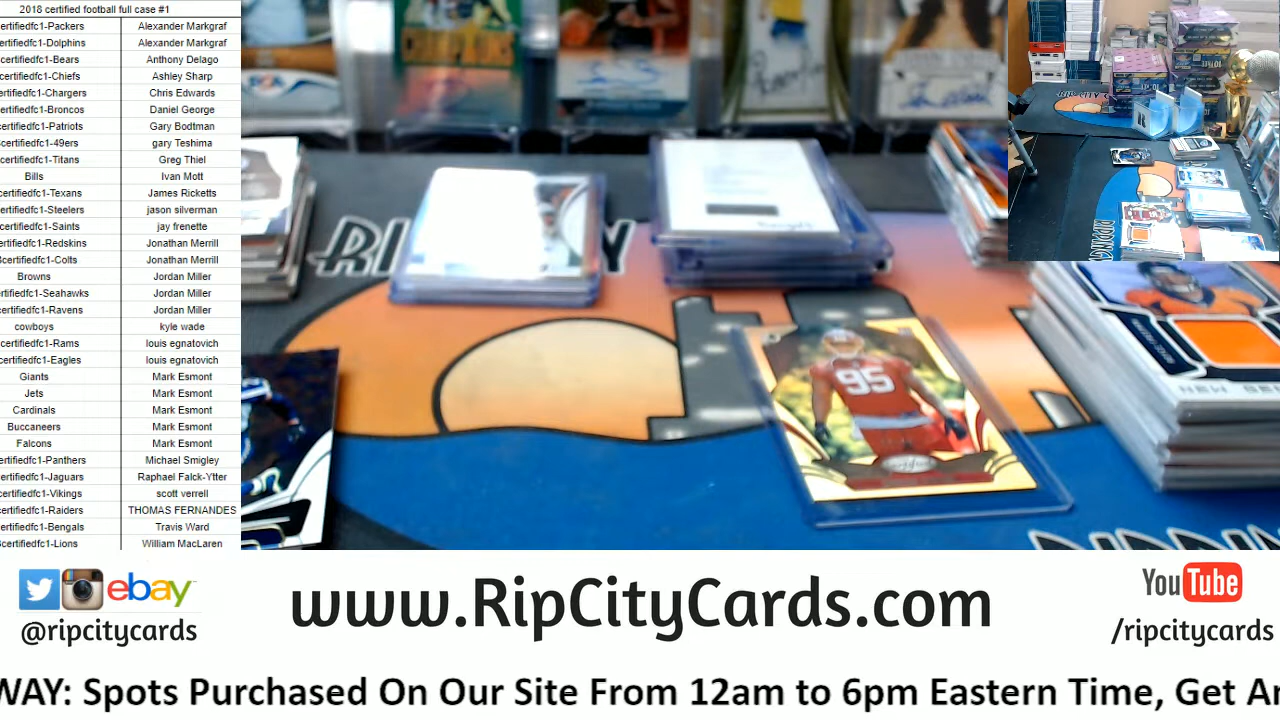 2018 certified football full case #1
ertifiedfc1-Packers Alexander Markgraf
ertifiedfc1-Dolphins Alexander Markgraf
certifiedfc1-Bears Anthony Delago
certifiedfc1-Chiefs Ashley Sharp
ertifiedfc1-Chargers Chris Edwards
ertifiedfc1-Broncos Daniel George
certifiedfc1-Patriots Gary Bodtman
certifiedfc1-49ers gary Teshima
certifiedfc1-Titans Greg Thiel
Bills Ivan Mott
certifiedfc1-Texans James Ricketts
ertifiedfc1-Steelers jason silverman
certifiedfc1-Saints jay frenette
ertifiedfc1-Redskins Jonathan Merrill
certifiedfc1-Colts Jonathan Merrill
Browns Jordan Miller
rtifiedfc1-Seahawks Jordan Miller
ertifiedfc1-Ravens Jordan Miller
cowboys kyle wade
certifiedfc1-Rams louis egnatovich
certifiedfc1-Eagles louis egnatovich
Giants Mark Esmont
Jets Mark Esmont
Cardinals Mark Esmont
Buccaneers Mark Esmont
Falcons Mark Esmont
ertifiedfc1-Panthers Michael Smigley
ertifiedfc1-Jaguars Raphael Falck-Ytter
certifiedfc1-Vikings scott verrell
certifiedfc1-Raiders THOMAS FERNANDES
ertifiedfc1-Bengals Travis Ward
certifiedfc1-Lions William MacLaren
95
ebay
@ripcitycards
www.RipCityCards.com
YouTube
/ripcitycards
WAY: Spots Purchased On Our Site From 12am to 6pm Eastern Time, Get A